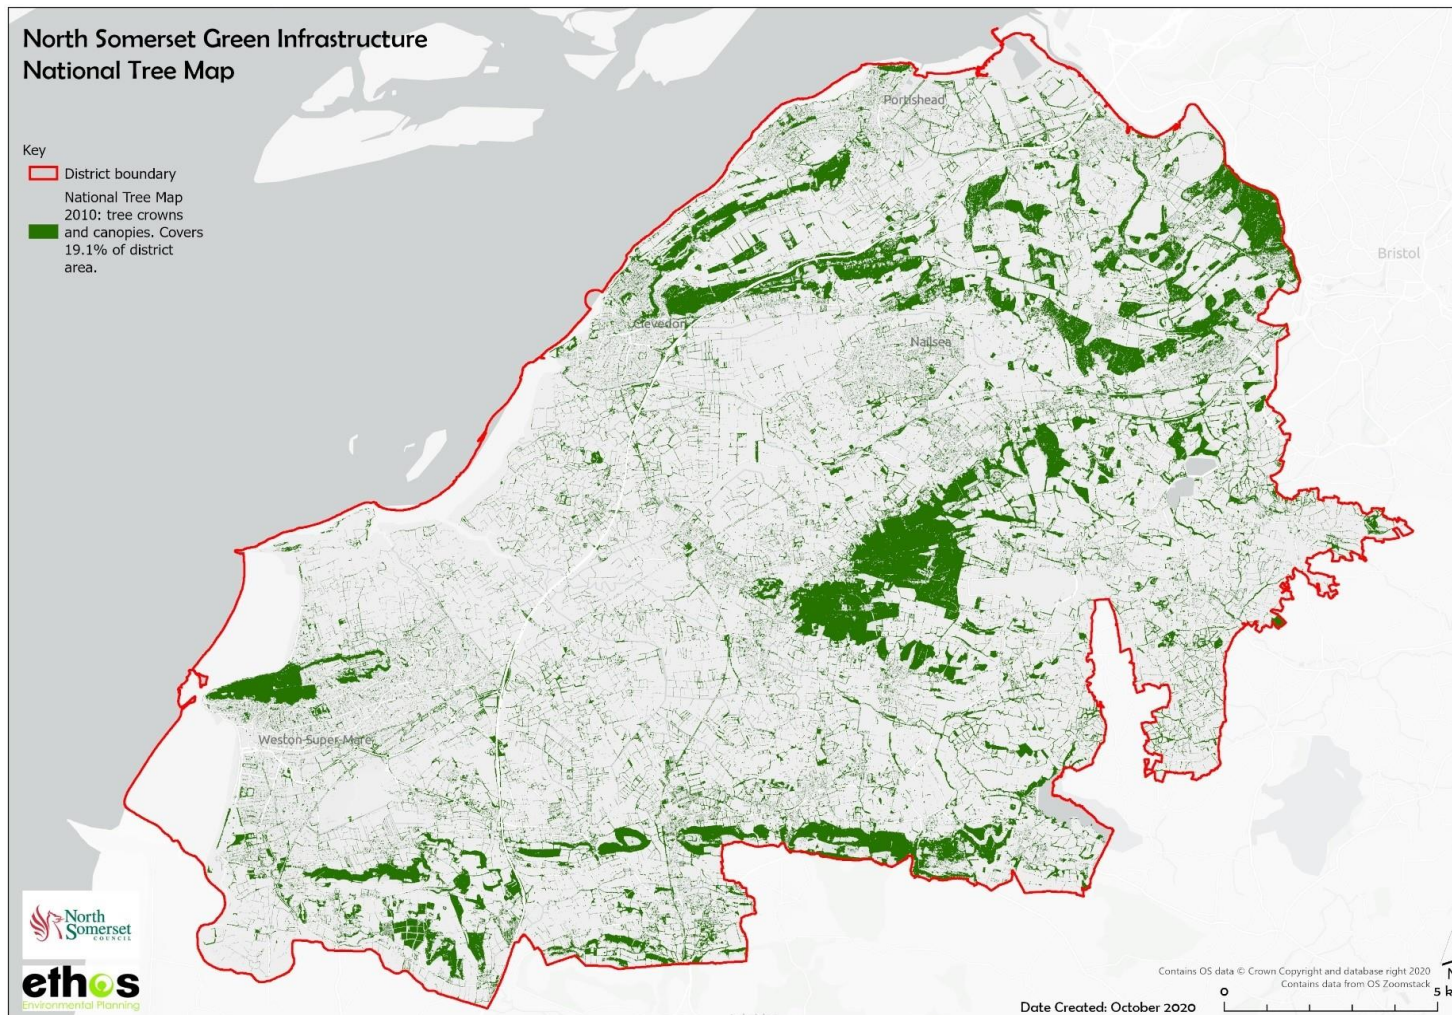 North Somerset Green Infrastructure
National Tree Map
Key
District boundary
National Tree Map
2010: tree crowns
and canopies. Covers
19.1% of district
area.
Portishead
Bristol
Clevedon
Nailsea
Weston-Super-Mare
North
Somerset
COUNCIL
ethos
Environmental Planning
Contains OS data © Crown Copyright and database right 2020
Contains data from OS Zoomstack
Date Created: October 2020
0
5 k
N